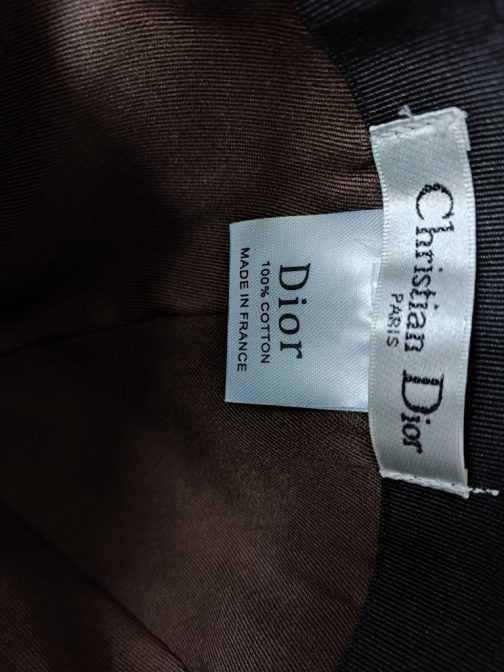 Christian Dior
PARIS
Dior
100% COTTON
MADE IN FRANCE